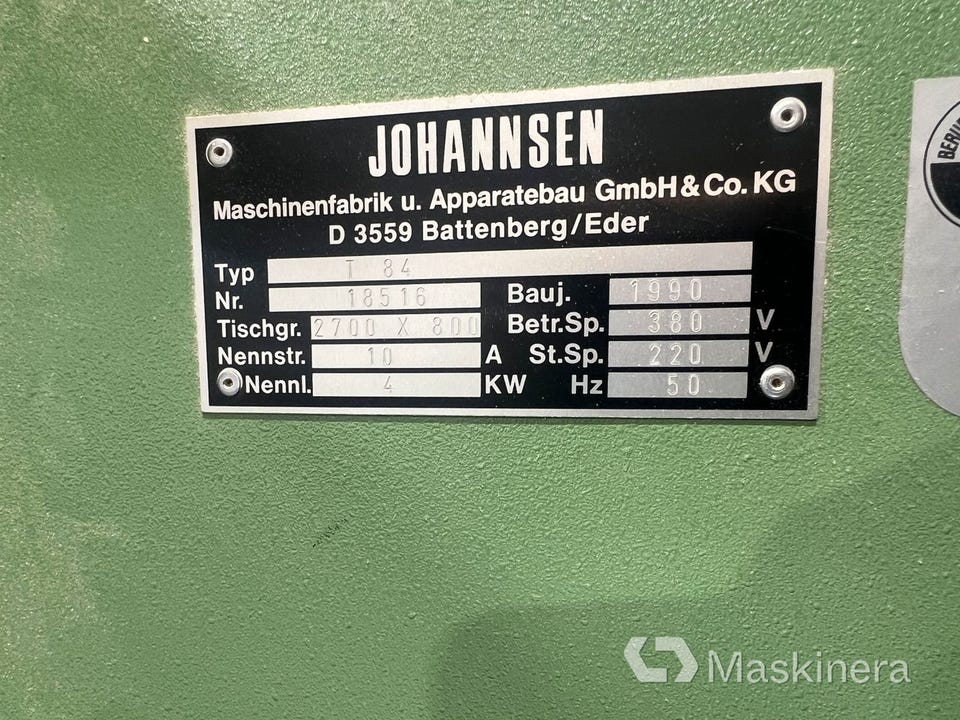 JOHANNSEN
Maschinenfabrik u. Apparatebau GmbH & Co. KG
D 3559 Battenberg/Eder
Typ T 84
Nr. 18516 Bauj. 1990
Tischgr. 2700 X 800 Betr.Sp. 380 V
Nennstr. 10 A St.Sp. 220 V
Nennl. 4 KW Hz 50
Maskinera